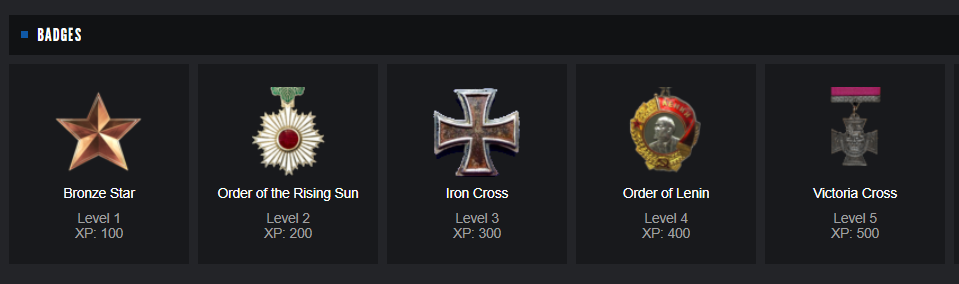 BADGES
Bronze Star
Level 1
XP: 100
Order of the Rising Sun
Level 2
XP: 200
Iron Cross
Level 3
XP: 300
Order of Lenin
Level 4
XP: 400
Victoria Cross
Level 5
XP: 500